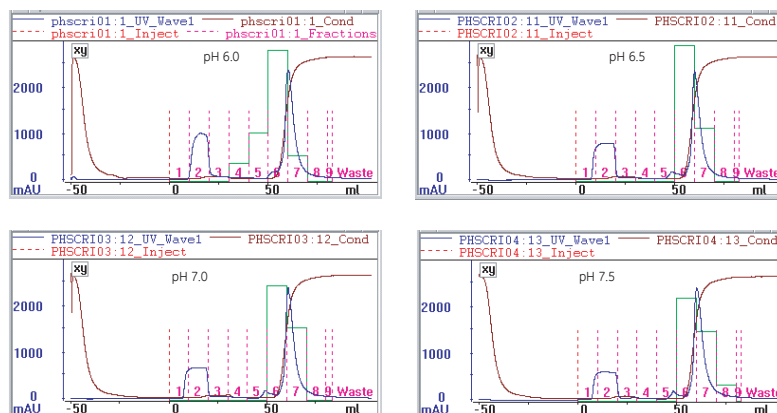 phscri01:1_UV_Wave1 phscri01:1_Cond
phscri01:1_Inject phscri01:1_Fractions
xy
pH 6.0
2000
1000
0
mAU
1 2 3 4 5 6 7 8 9 Waste
-50 0 50 ml
PHSCRI02:11_UV_Wave1 PHSCRI02:11_Cond
PHSCRI02:11_Inject
xy
pH 6.5
2000
1000
0
mAU
1 2 3 4 5 6 7 8 9 Waste
-50 0 50 ml
PHSCRI03:12_UV_Wave1 PHSCRI03:12_Cond
PHSCRI03:12_Inject
xy
pH 7.0
2000
1000
0
mAU
1 2 3 4 5 6 7 8 9 Waste
-50 0 50 ml
PHSCRI04:13_UV_Wave1 PHSCRI04:13_Cond
PHSCRI04:13_Inject
xy
pH 7.5
2000
1000
0
mAU
1 2 3 4 5 6 7 8 9 Waste
-50 0 50 ml